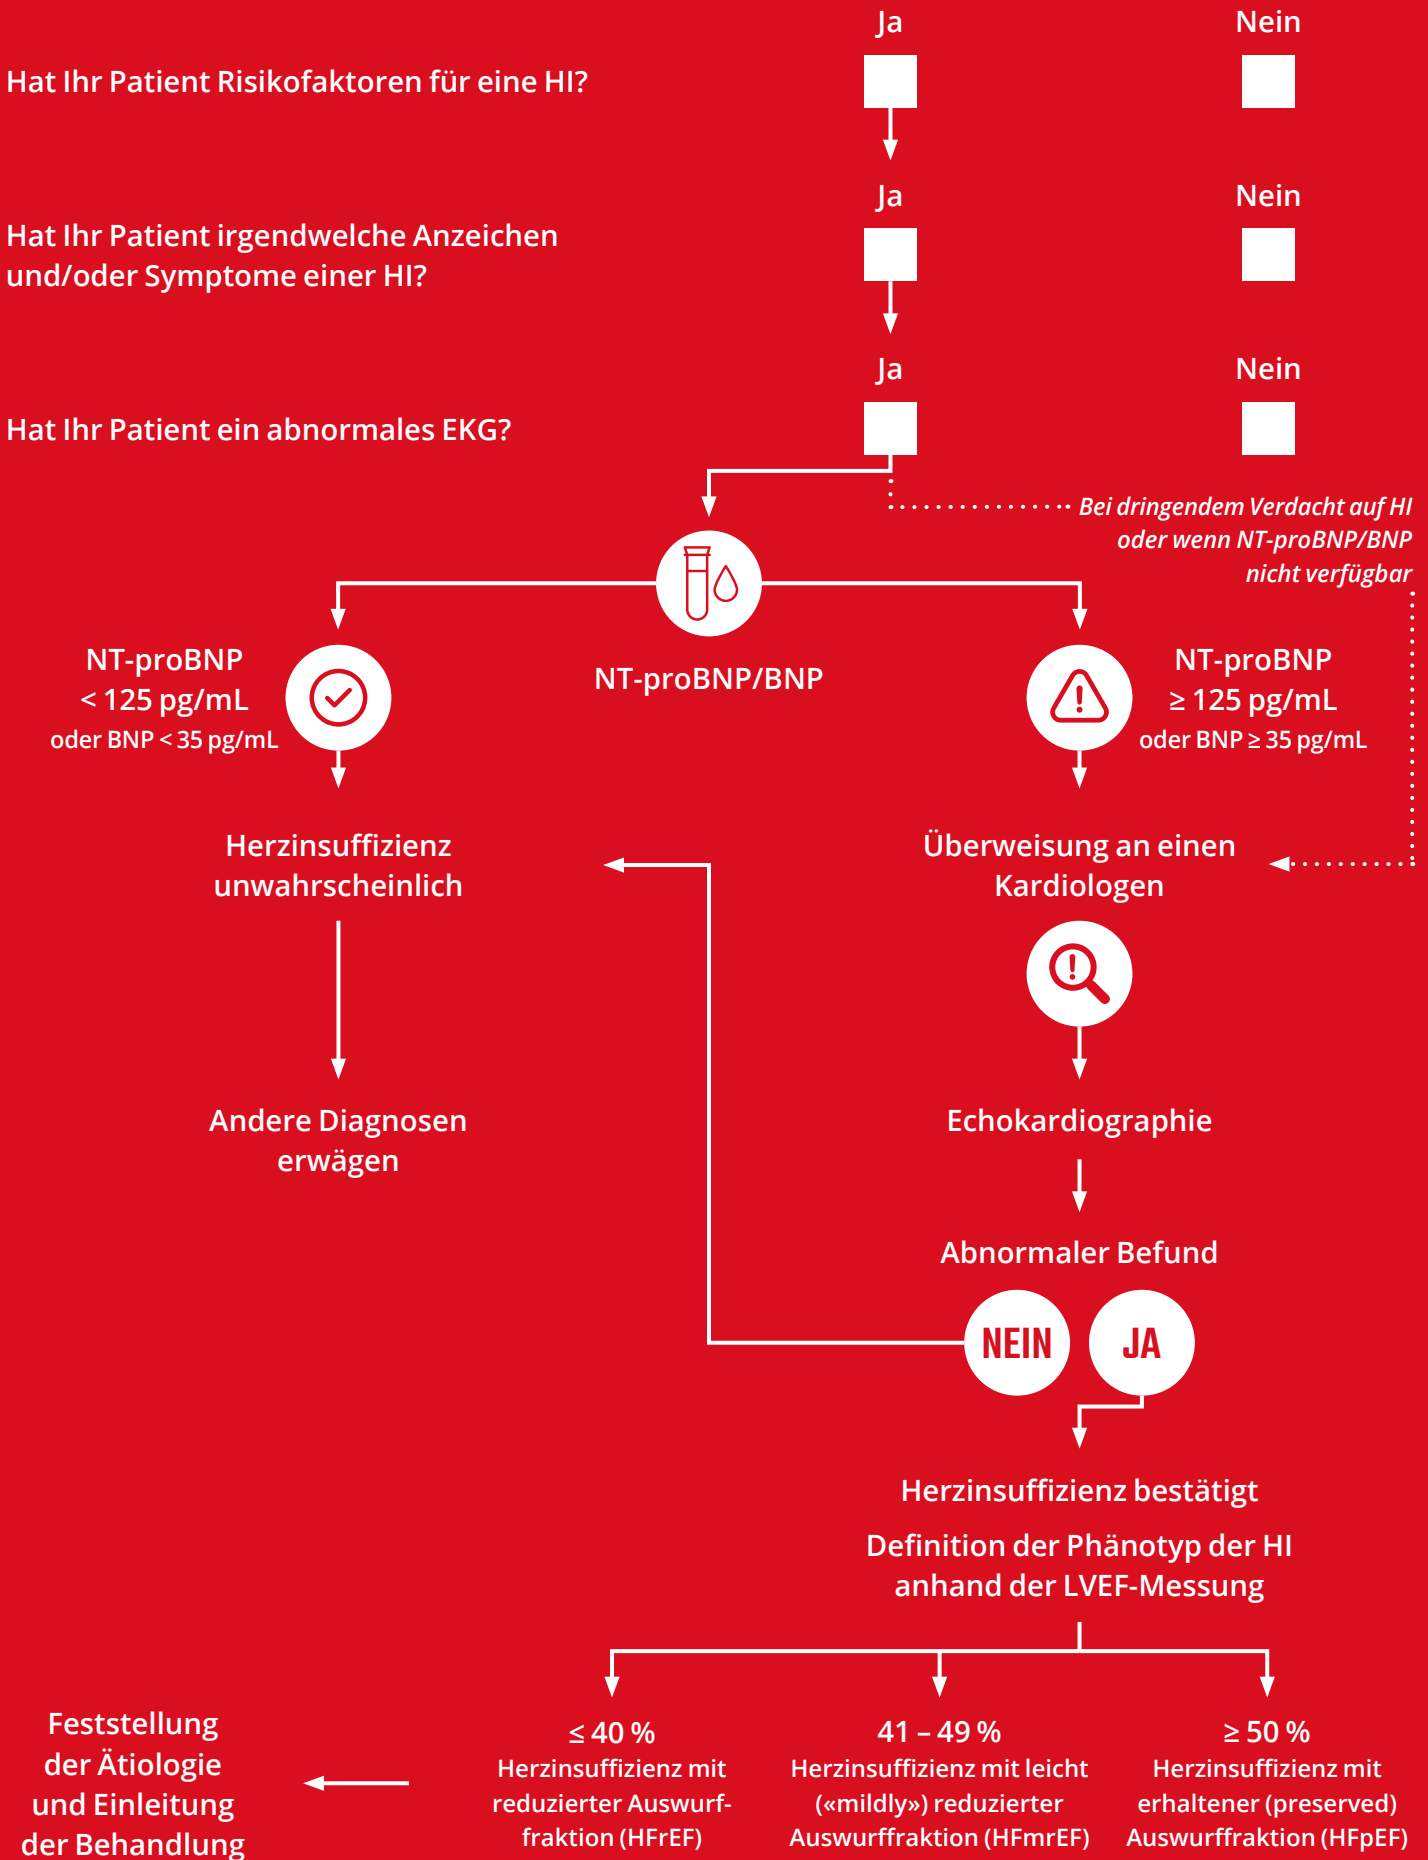 Ja
Nein
Hat Ihr Patient Risikofaktoren für eine HI?
Ja
Nein
Hat Ihr Patient irgendwelche Anzeichen
und/oder Symptome einer HI?
Ja
Nein
Hat Ihr Patient ein abnormales EKG?
Bei dringendem Verdacht auf HI
oder wenn NT-proBNP/BNP
nicht verfügbar
NT-proBNP
< 125 pg/mL
oder BNP < 35 pg/mL
NT-proBNP/BNP
NT-proBNP
≥ 125 pg/mL
oder BNP ≥ 35 pg/mL
Herzinsuffizienz
unwahrscheinlich
Überweisung an einen
Kardiologen
Andere Diagnosen
erwägen
Echokardiographie
Abnormaler Befund
NEIN
JA
Herzinsuffizienz bestätigt
Definition der Phänotyp der HI
anhand der LVEF-Messung
Feststellung
der Ätiologie
und Einleitung
der Behandlung
≤ 40 %
Herzinsuffizienz mit
reduzierter Auswurf-
fraktion (HFrEF)
41 – 49 %
Herzinsuffizienz mit leicht
(«mildly») reduzierter
Auswurffraktion (HFmrEF)
≥ 50 %
Herzinsuffizienz mit
erhaltener (preserved)
Auswurffraktion (HFpEF)